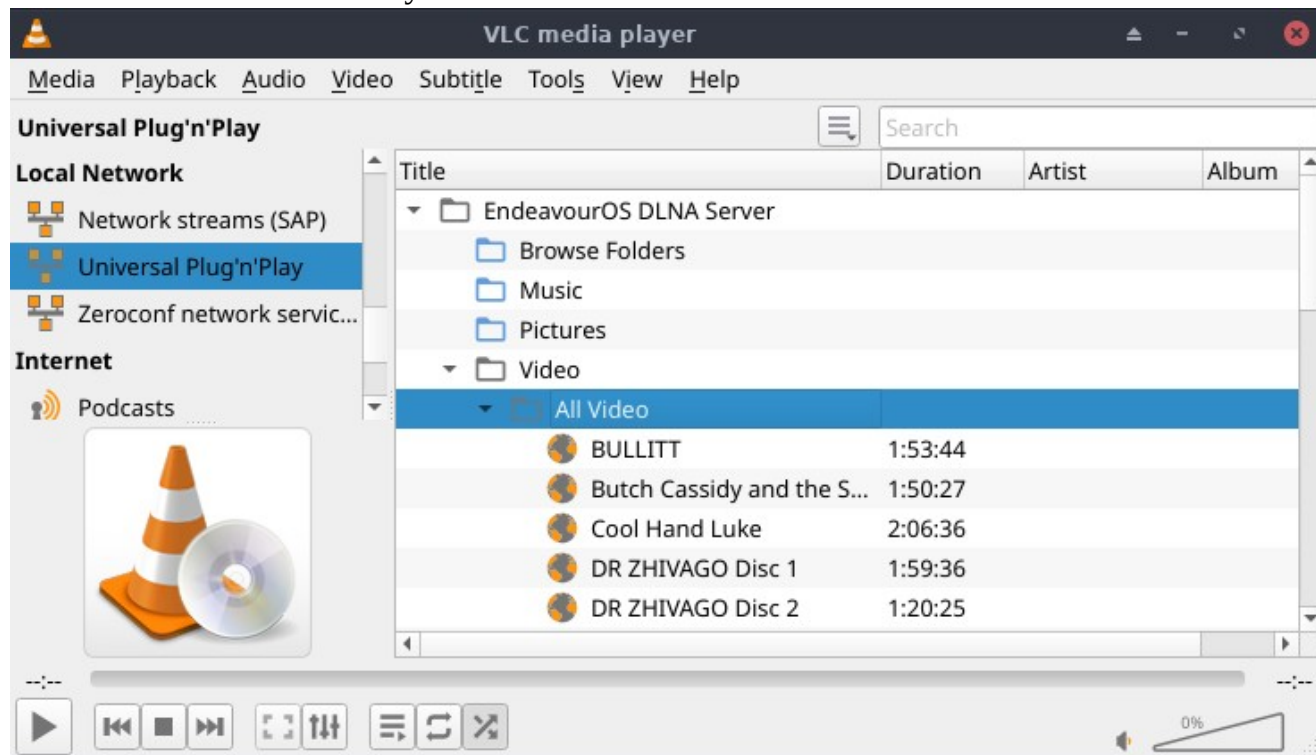 VLC media player
Media Playback Audio Video Subtitle Tools View Help
Universal Plug'n'Play
Search
Local Network
Network streams (SAP)
Universal Plug'n'Play
Zeroconf network servic...
Internet
Podcasts
Title Duration Artist Album
EndeavourOS DLNA Server
Browse Folders
Music
Pictures
Video
All Video
BULLITT 1:53:44
Butch Cassidy and the S... 1:50:27
Cool Hand Luke 2:06:36
DR ZHIVAGO Disc 1 1:59:36
DR ZHIVAGO Disc 2 1:20:25
--:-- --:--
0%